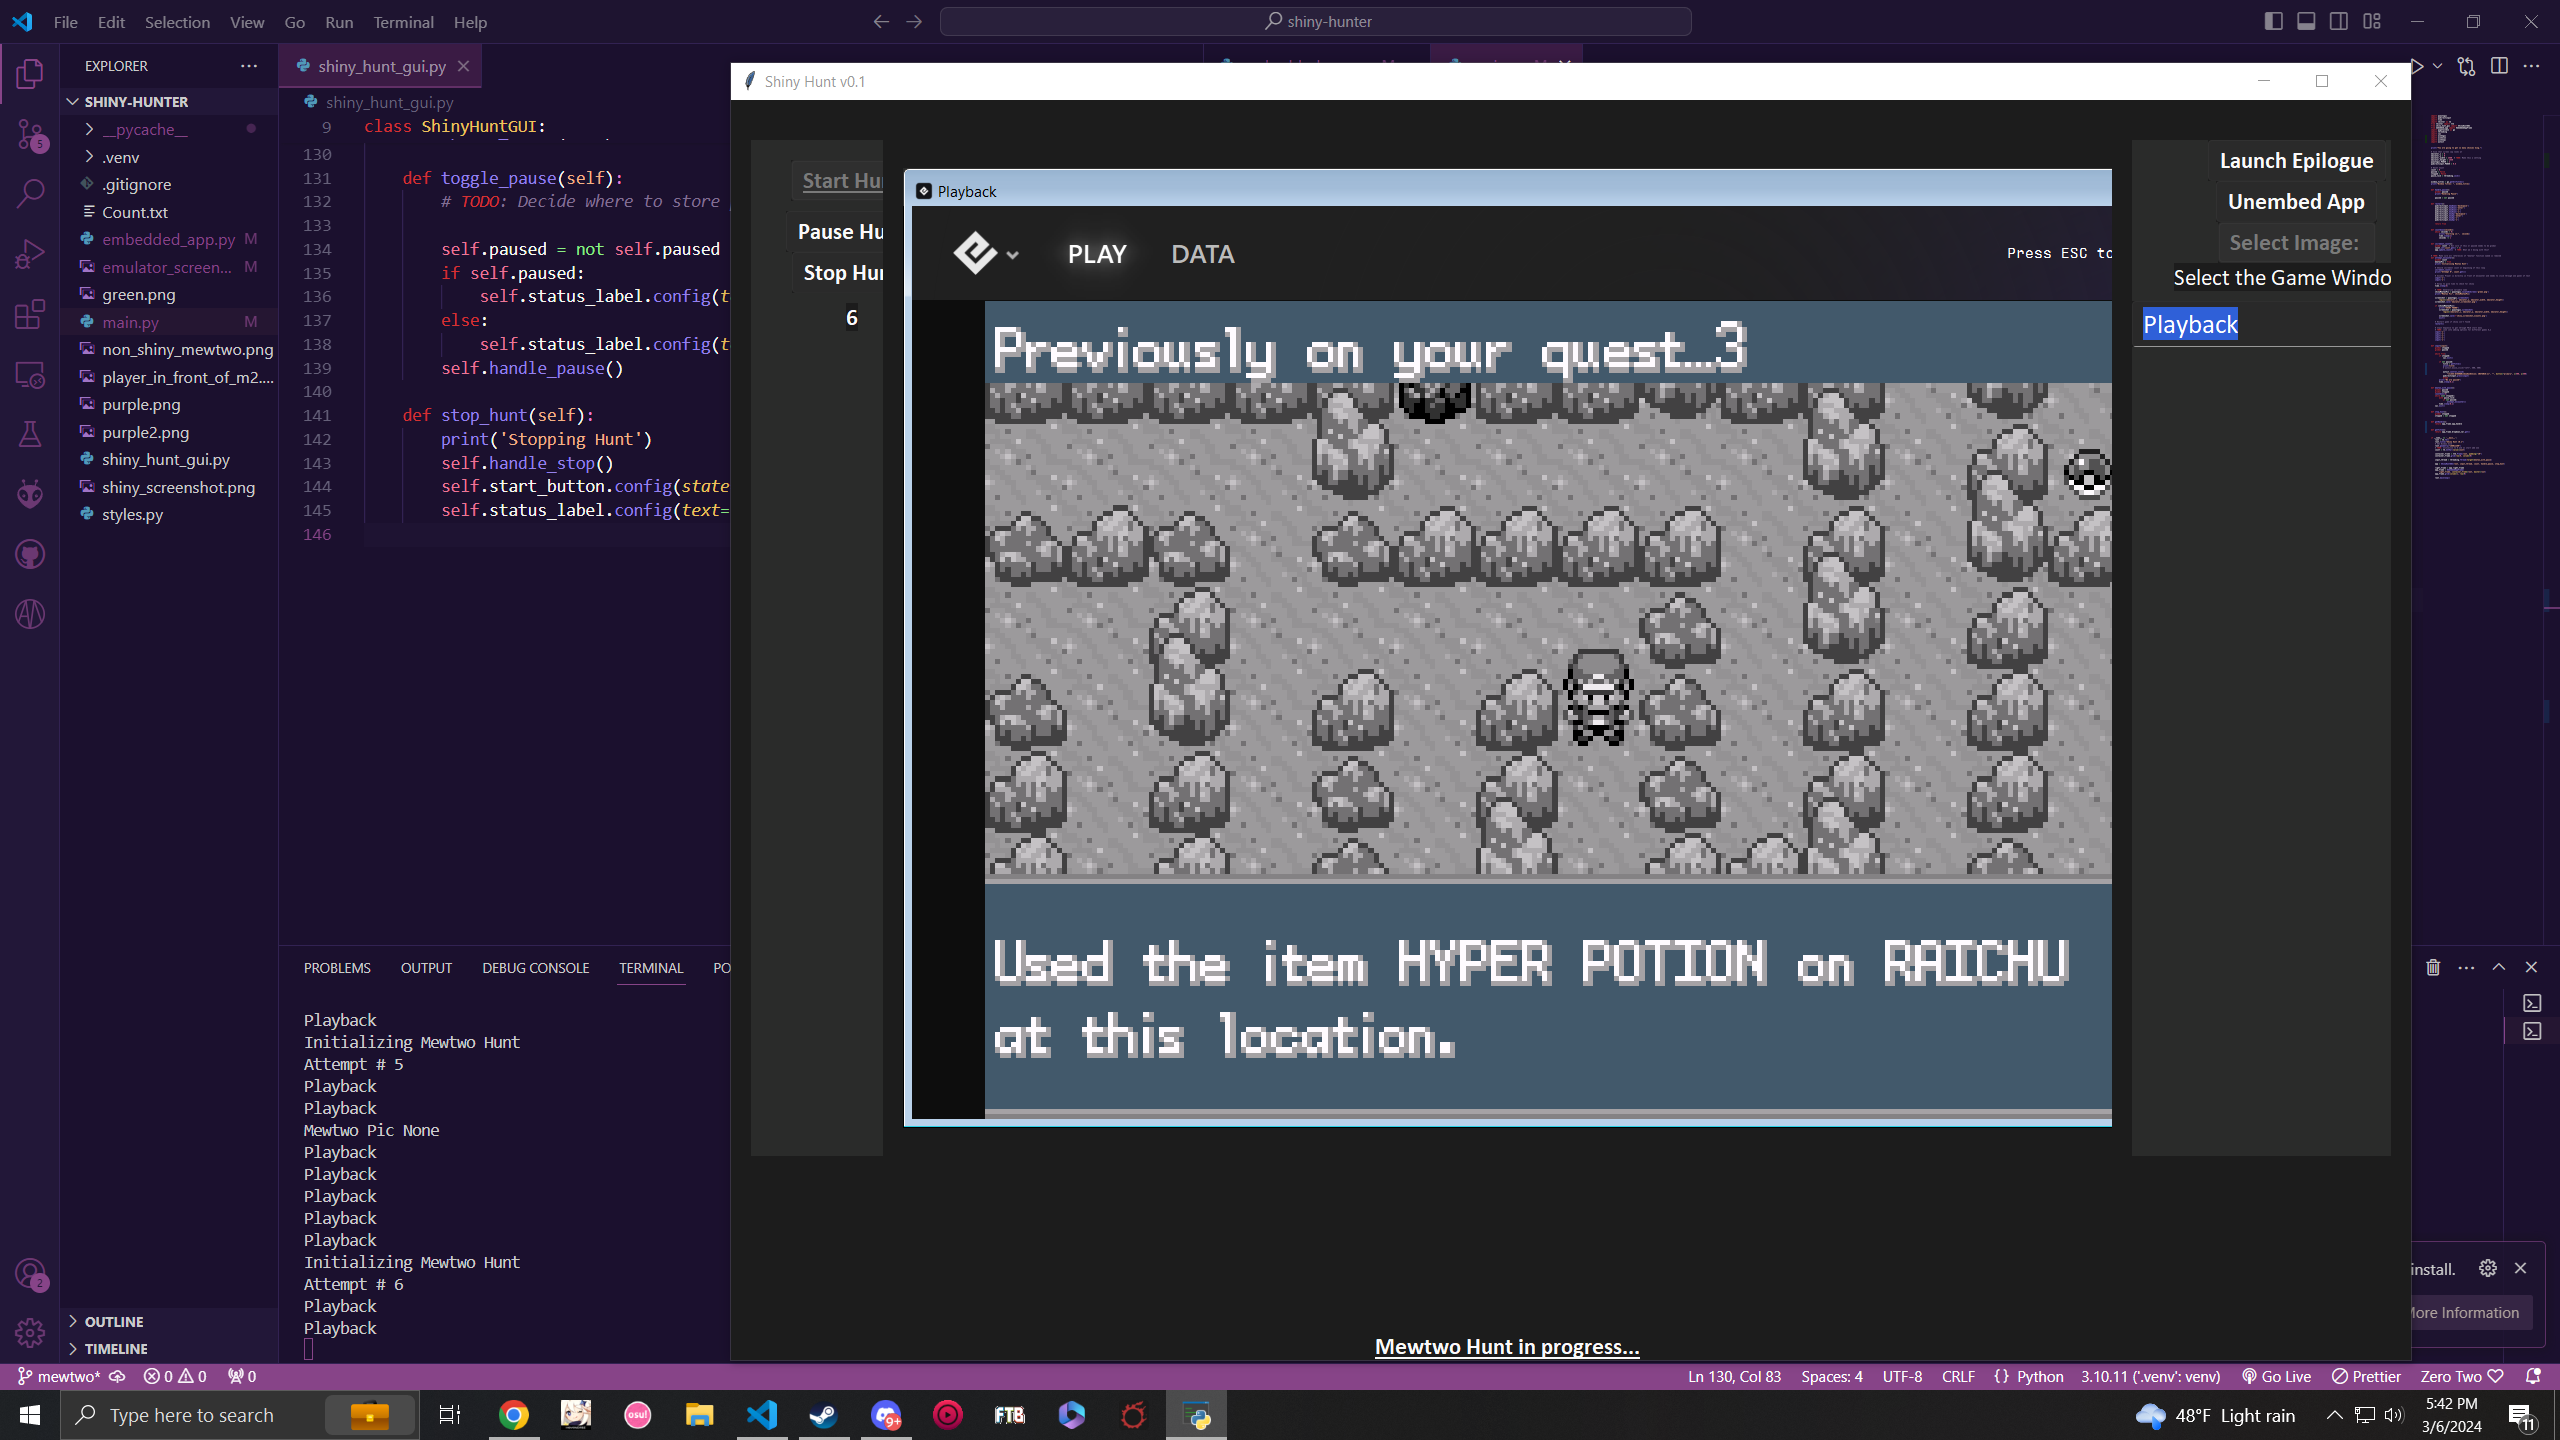 File Edit Selection View Go Run Terminal Help
shiny-hunter
EXPLORER
SHINY-HUNTER
__pycache__
.venv
.gitignore
Count.txt
embedded_app.py M
emulator_screen... M
green.png
main.py M
non_shiny_mewtwo.png
player_in_front_of_m2....
purple.png
purple2.png
shiny_hunt_gui.py
shiny_screenshot.png
styles.py
OUTLINE
TIMELINE
5
2
shiny_hunt_gui.py
shiny_hunt_gui.py
9 class ShinyHuntGUI:
130
131 def toggle_pause(self):
132 # TODO: Decide where to store
133
134 self.paused = not self.paused
135 if self.paused:
136 self.status_label.config(t
137 else:
138 self.status_label.config(t
139 self.handle_pause()
140
141 def stop_hunt(self):
142 print('Stopping Hunt')
143 self.handle_stop()
144 self.start_button.config(state
145 self.status_label.config(text=
146
PROBLEMS OUTPUT DEBUG CONSOLE TERMINAL PO
Playback
Initializing Mewtwo Hunt
Attempt # 5
Playback
Playback
Mewtwo Pic None
Playback
Playback
Playback
Playback
Playback
Initializing Mewtwo Hunt
Attempt # 6
Playback
Playback
Shiny Hunt v0.1
Start Hu
Pause Hu
Stop Hu
6
Playback
PLAY DATA
Press ESC to
Previously on your quest...3
Used the item HYPER POTION on RAICHU
at this location.
Launch Epilogue
Unembed App
Select Image:
Select the Game Windo
Playback
Mewtwo Hunt in progress...
install.
More Information
mewtwo* 0 0 0
Ln 130, Col 83 Spaces: 4 UTF-8 CRLF {} Python 3.10.11 ('.venv': venv) Go Live Prettier Zero Two
Type here to search
osu!
9+
FTB
48°F Light rain
5:42 PM
3/6/2024
11